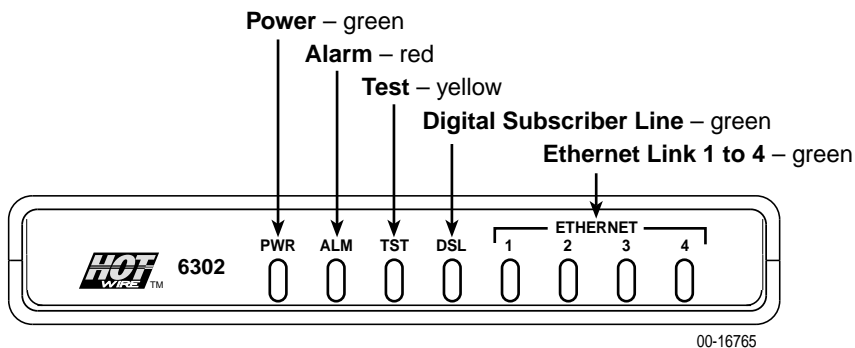 Power – green
Alarm – red
Test – yellow
Digital Subscriber Line – green
Ethernet Link 1 to 4 – green
ETHERNET
PWR ALM TST DSL 1 2 3 4
HOT WIRE TM 6302
00-16765